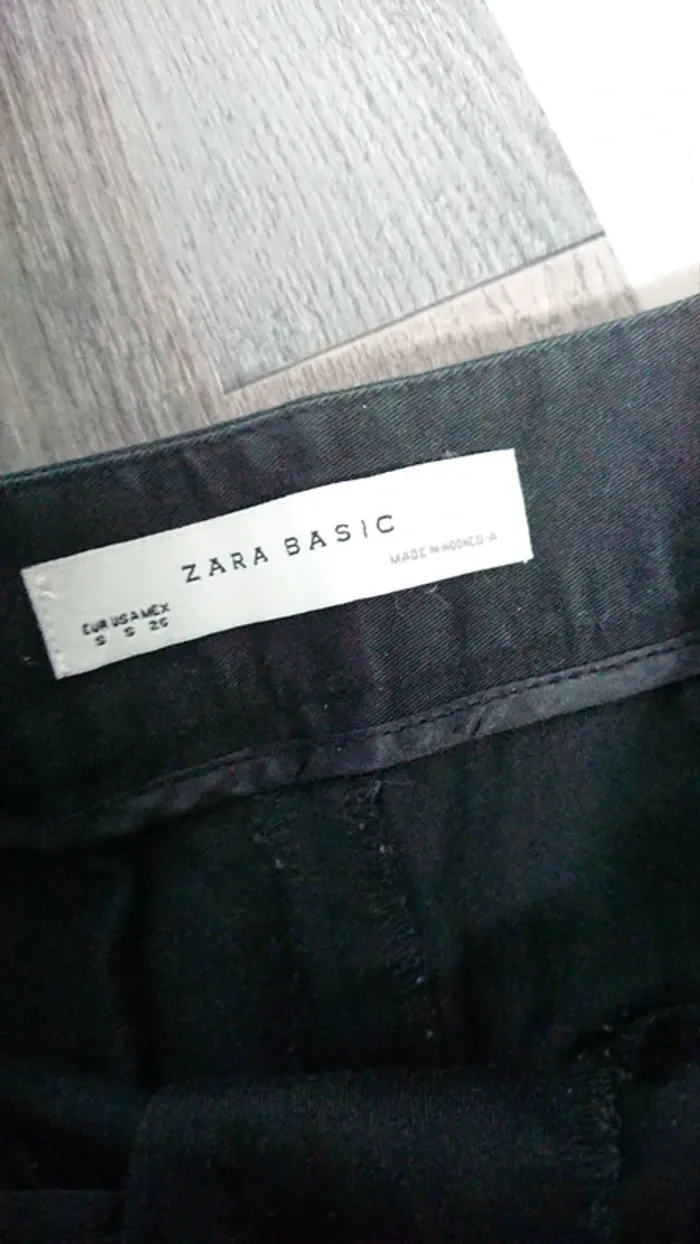 ZARA BASIC
MADE IN INDONESIA
EUR USA MEX
S S 26